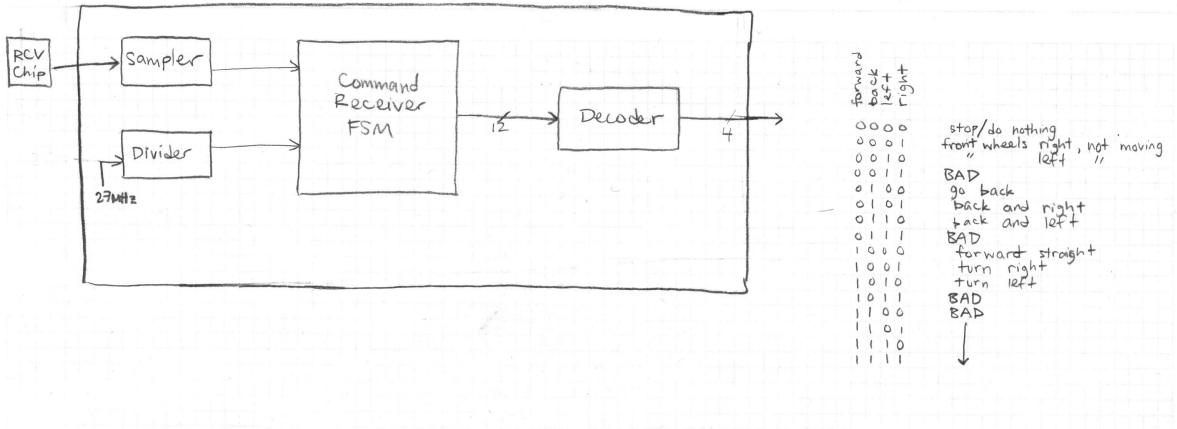 RCV
Chip
Sampler
Divider
27MHz
Command
Receiver
FSM
12
Decoder
4
forward
back
left
right
0000 stop/do nothing
0001 front wheels right, not moving
0010 " left "
0011 BAD
0100 go back
0101 back and right
0110 back and left
0111 BAD
1000 forward straight
1001 turn right
1010 turn left
1011 BAD
1100 BAD
1101
1110
1111